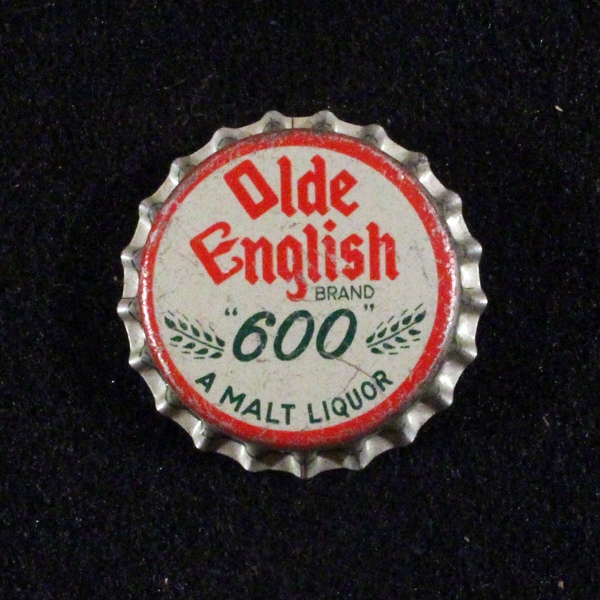 Olde
English
BRAND
"600"
A MALT LIQUOR